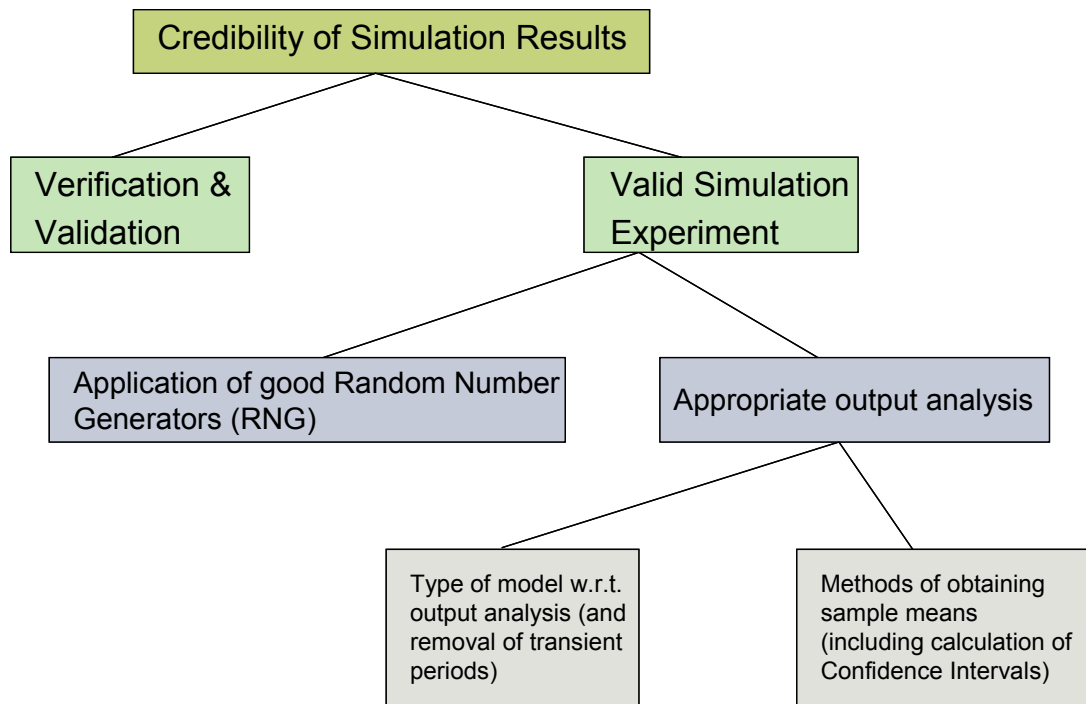 Credibility of Simulation Results
Verification &
Validation
Valid Simulation
Experiment
Application of good Random Number
Generators (RNG)
Appropriate output analysis
Type of model w.r.t.
output analysis (and
removal of transient
periods)
Methods of obtaining
sample means
(including calculation of
Confidence Intervals)